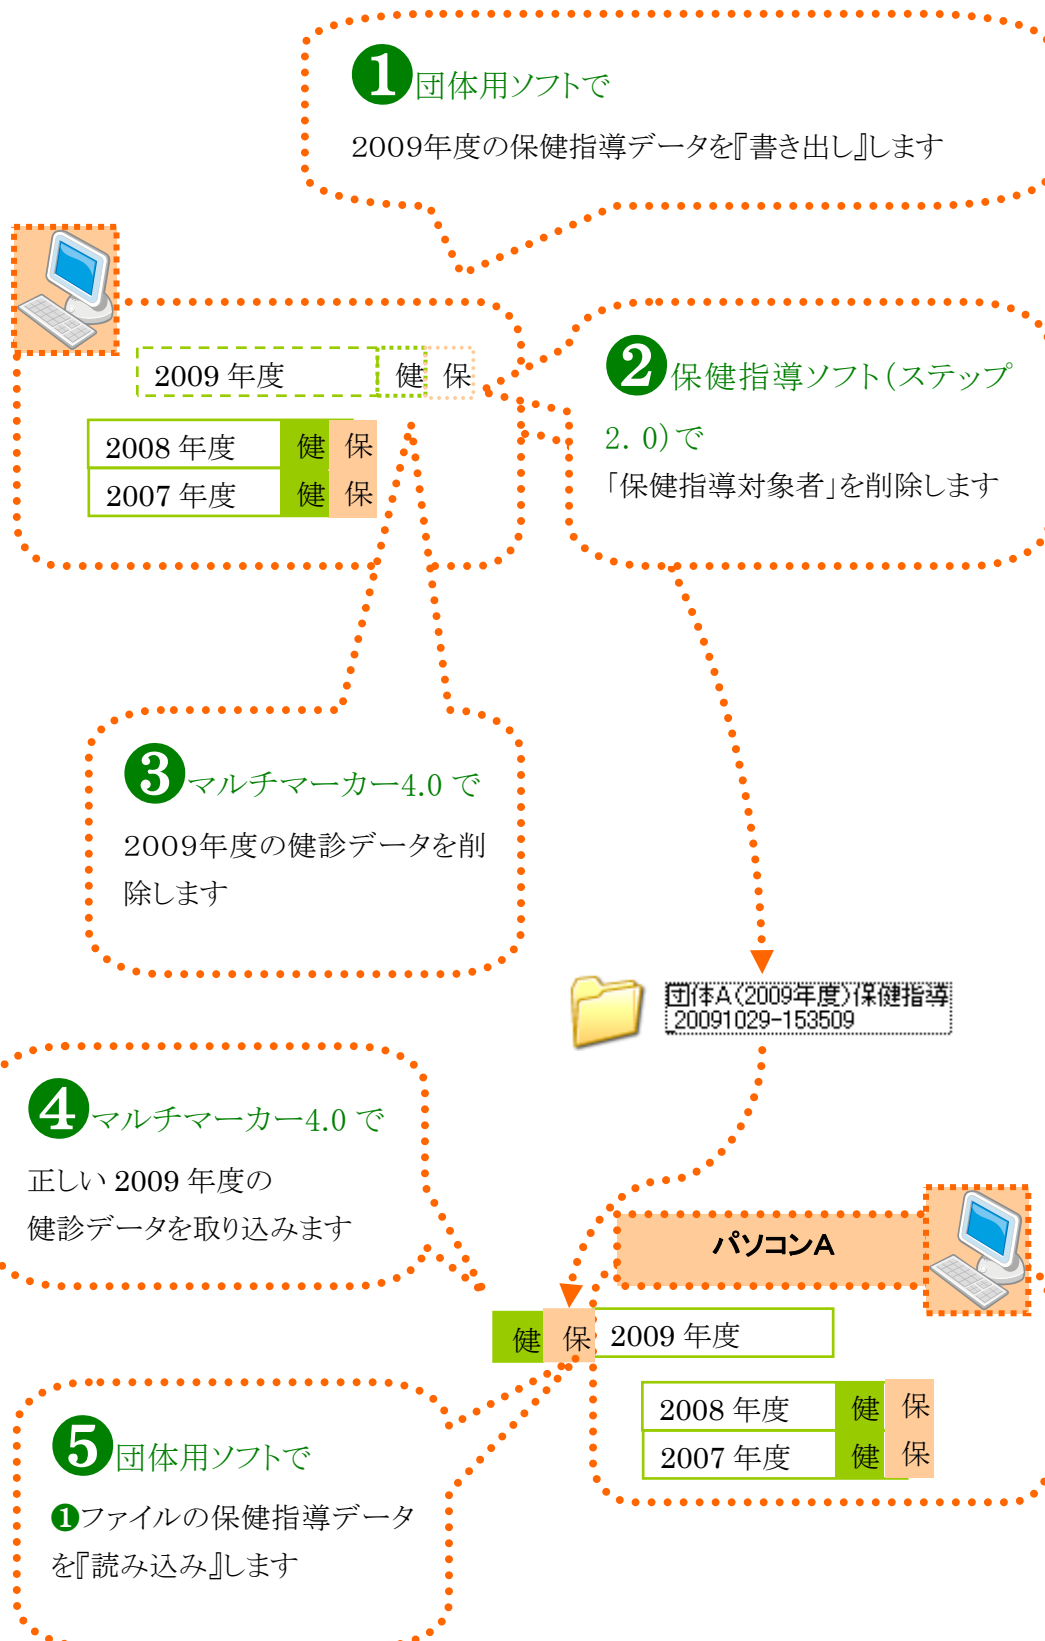 ❶団体用ソフトで
2009年度の保健指導データを『書き出し』します
2009 年度 健 保
2008 年度 健 保
2007 年度 健 保
❷保健指導ソフト(ステップ
2. 0)で
「保健指導対象者」を削除します
❸マルチマーカー4.0 で
2009年度の健診データを削
除します
団体A(2009年度)保健指導
_20091029-153509
❹マルチマーカー4.0 で
正しい 2009 年度の
健診データを取り込みます
パソコンA
健 保 2009 年度
2008 年度 健 保
2007 年度 健 保
❺団体用ソフトで
❶ファイルの保健指導データ
を『読み込み』します